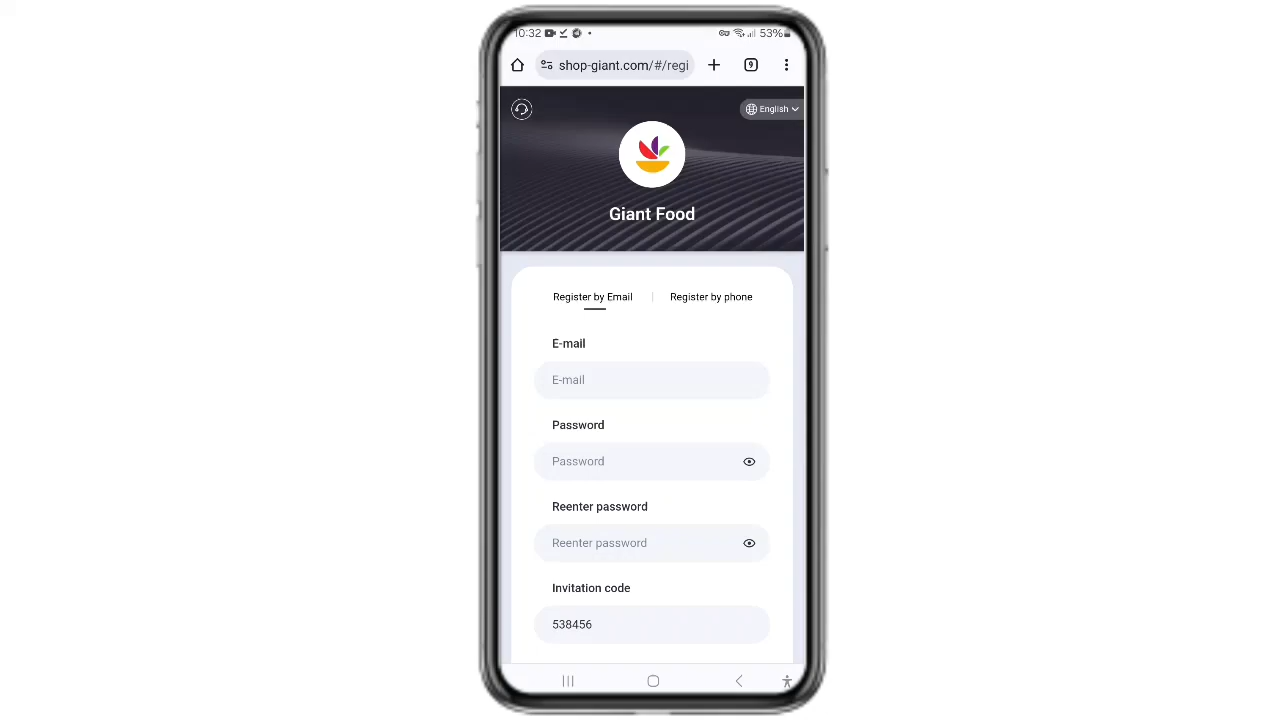 10:32
53%
shop-giant.com/#/regi
9
English
Giant Food
Register by Email
Register by phone
E-mail
E-mail
Password
Password
Reenter password
Reenter password
Invitation code
538456